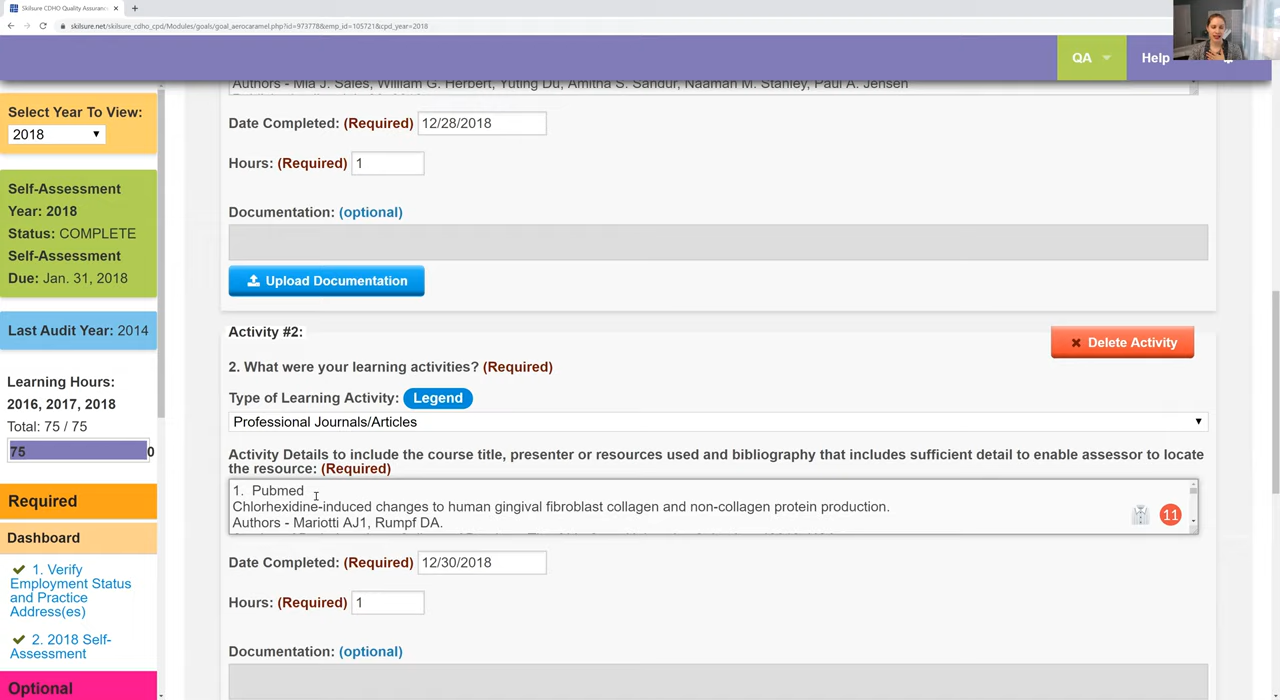 Skilsure CDHO Quality Assuranc
skilsure.net/skilsure_cdho_cpd/Modules/goals/goal_aerocaramel.php?id=973778&emp_id=105721&cpd_year=2018
QA
Help
Select Year To View:
2018
Self-Assessment
Year: 2018
Status: COMPLETE
Self-Assessment
Due: Jan. 31, 2018
Last Audit Year: 2014
Learning Hours:
2016, 2017, 2018
Total: 75 / 75
75
0
Required
Dashboard
1. Verify
Employment Status
and Practice
Address(es)
2. 2018 Self-
Assessment
Optional
Authors - Mia J. Sales, William G. Herbert, Yuting Du, Amitha S. Sandur, Naaman M. Stanley, Paul A. Jensen
Date Completed: (Required) 12/28/2018
Hours: (Required) 1
Documentation: (optional)
Upload Documentation
Activity #2:
Delete Activity
2. What were your learning activities? (Required)
Type of Learning Activity: Legend
Professional Journals/Articles
Activity Details to include the course title, presenter or resources used and bibliography that includes sufficient detail to enable assessor to locate
the resource: (Required)
1. Pubmed
Chlorhexidine-induced changes to human gingival fibroblast collagen and non-collagen protein production.
Authors - Mariotti AJ1, Rumpf DA.
11
Date Completed: (Required) 12/30/2018
Hours: (Required) 1
Documentation: (optional)